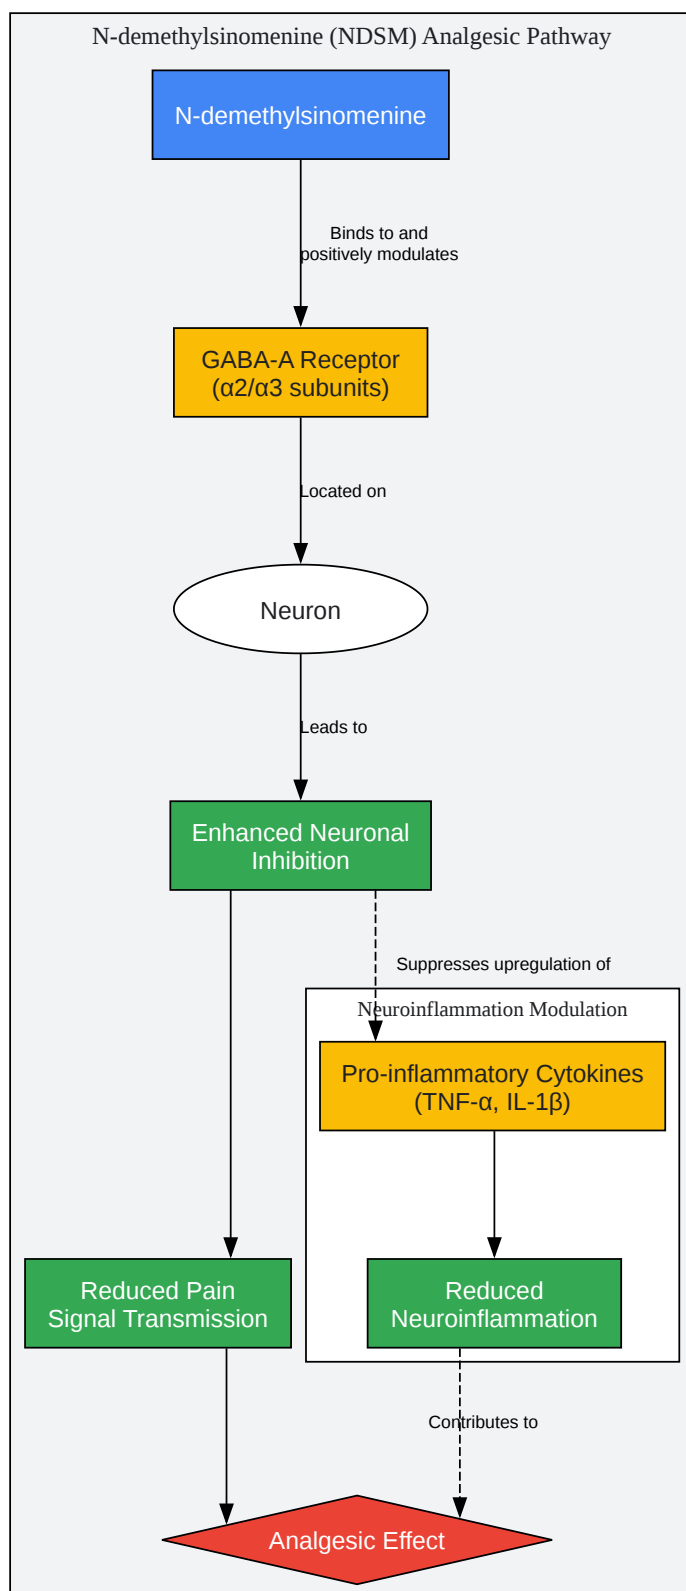 N-demethylsinomenine (NDSM) Analgesic Pathway
N-demethylsinomenine
Binds to and
positively modulates
GABA-A Receptor
(α2/α3 subunits)
Located on
Neuron
Leads to
Enhanced Neuronal
Inhibition
Suppresses upregulation of
Neuroinflammation Modulation
Pro-inflammatory Cytokines
(TNF-α, IL-1β)
Reduced Pain
Signal Transmission
Reduced
Neuroinflammation
Contributes to
Analgesic Effect